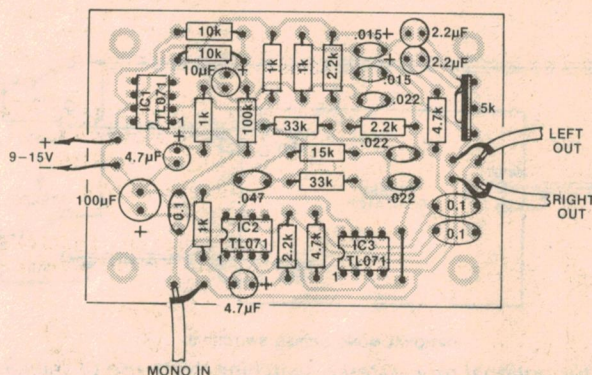 10k
.015+
2.2μF
10k
+
2.2μF
10μF
+
1k
1k
2.2k
.015
IC1
TL071
1
.022
5k
1k
100k
4.7k
33k
2.2k
+
9-15V
−
4.7μF
+
15k
.022
LEFT
OUT
100μF
+
0.1
.047
33k
.022
RIGHT
OUT
1k
IC2
TL071
1
2.2k
4.7k
IC3
TL071
1
0.1
0.1
+
4.7μF
MONO IN